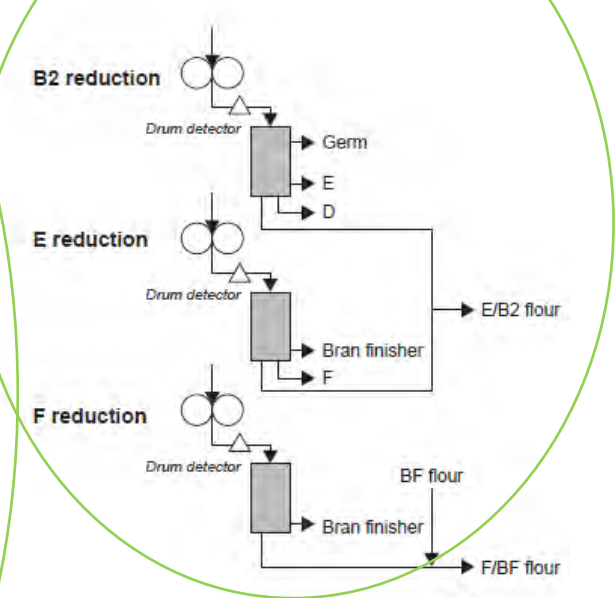 B2 reduction
Drum detector
Germ
E
D
E reduction
Drum detector
E/B2 flour
Bran finisher
F
F reduction
Drum detector
BF flour
Bran finisher
F/BF flour